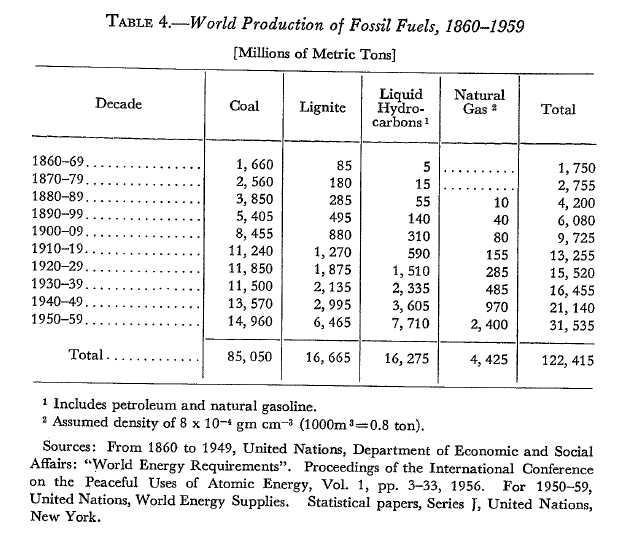 TABLE 4.—World Production of Fossil Fuels, 1860–1959
[Millions of Metric Tons]
Decade Coal Lignite Liquid Hydro-carbons 1 Natural Gas 2 Total
1860–69................ 1,660 85 5 .......... 1,750
1870–79................ 2,560 180 15 .......... 2,755
1880–89................ 3,850 285 55 10 4,200
1890–99................ 5,405 495 140 40 6,080
1900–09................ 8,455 880 310 80 9,725
1910–19................ 11,240 1,270 590 155 13,255
1920–29................ 11,850 1,875 1,510 285 15,520
1930–39................ 11,500 2,135 2,335 485 16,455
1940–49................ 13,570 2,995 3,605 970 21,140
1950–59................ 14,960 6,465 7,710 2,400 31,535
Total............. 85,050 16,665 16,275 4,425 122,415
1 Includes petroleum and natural gasoline.
2 Assumed density of 8 x 10⁻⁴ gm cm⁻³ (1000m³=0.8 ton).
Sources: From 1860 to 1949, United Nations, Department of Economic and Social
Affairs: “World Energy Requirements”. Proceedings of the International Conference
on the Peaceful Uses of Atomic Energy, Vol. 1, pp. 3–33, 1956. For 1950–59,
United Nations, World Energy Supplies. Statistical papers, Series J, United Nations,
New York.